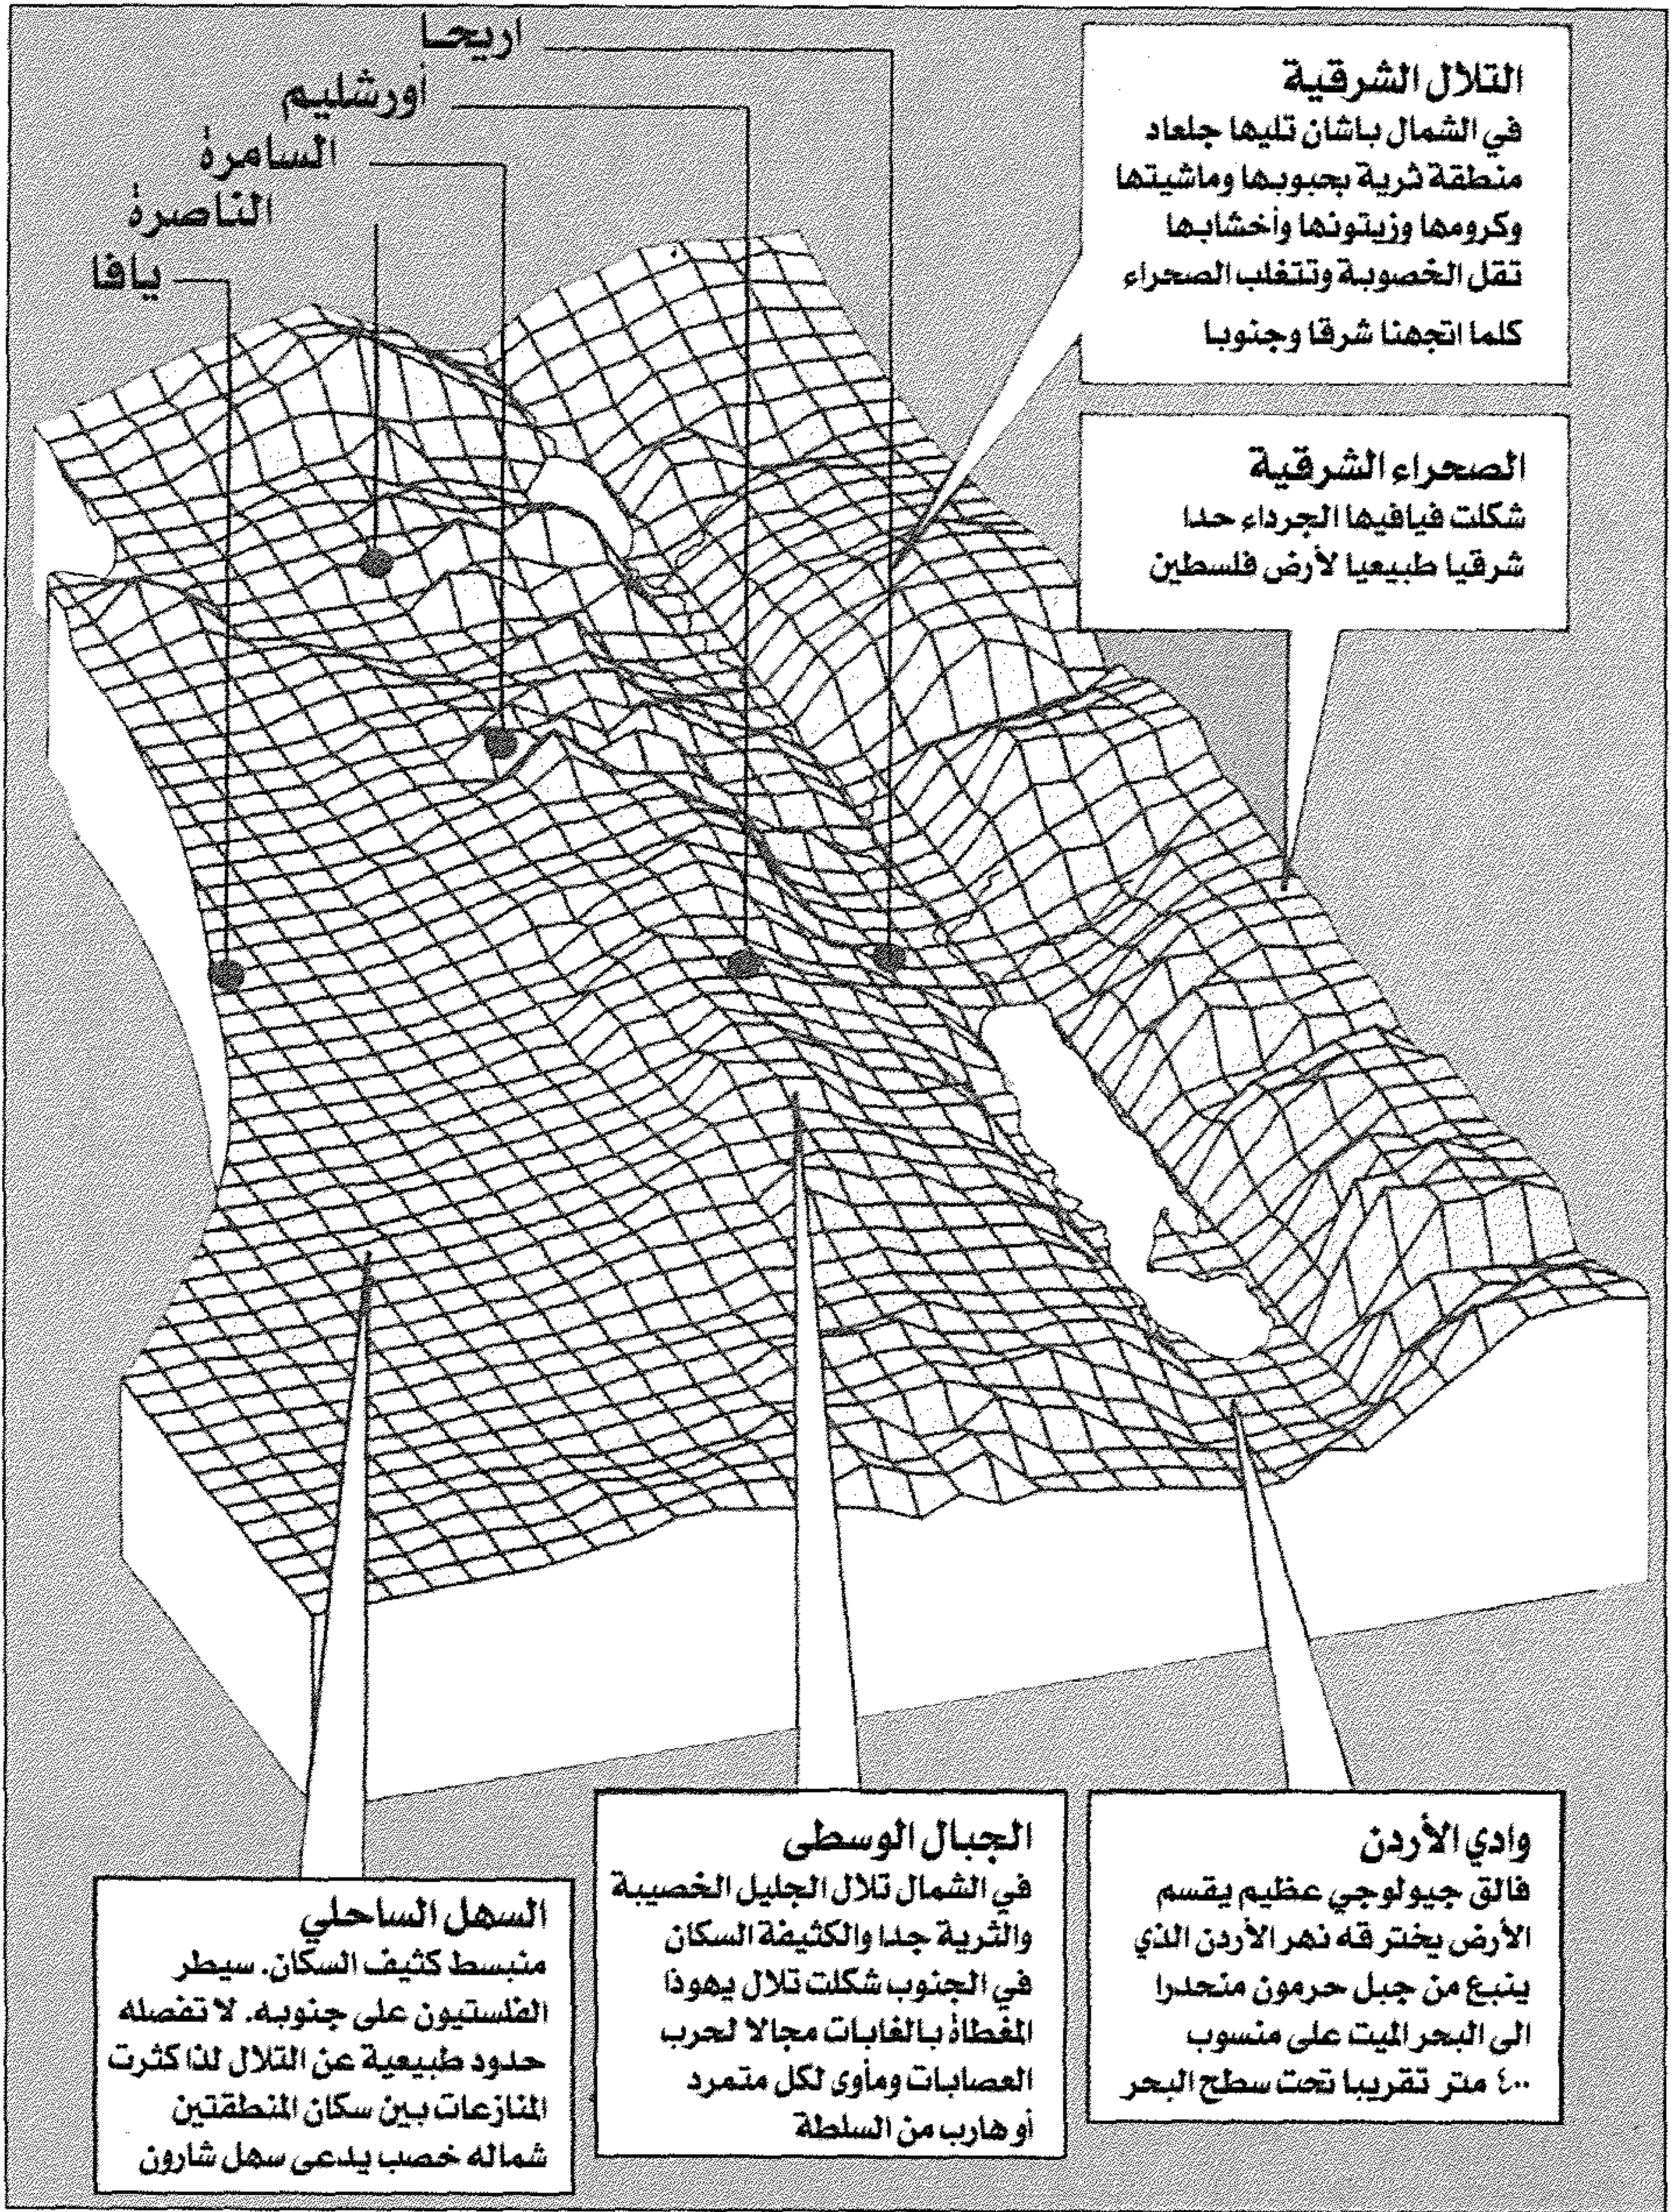 اريحا
أورشليم
السامرة
الناصرة
يافا
التلال الشرقية
في الشمال باشان تليها جلعاد
منطقة ثرية بحبوبها وماشيتها
وكرومها وزيتونها وأخشابها
تقل الخصوبة وتتغلب الصحراء
كلما اتجهنا شرقا وجنوبا
الصحراء الشرقية
شكلت فيافيها الجرداء حدا
شرقيا طبيعيا لأرض فلسطين
وادي الأردن
فالق جيولوجي عظيم يقسم
الأرض يخترقه نهر الأردن الذي
ينبع من جبل حرمون منحدرا
الى البحر الميت على منسوب
٤٠٠ متر تقريبا تحت سطح البحر
الجبال الوسطى
في الشمال تلال الجليل الخصيبة
والثرية جدا والكثيفة السكان
في الجنوب شكلت تلال يهوذا
المغطاة بالغابات مجالا لحرب
العصابات ومأوى لكل متمرد
أو هارب من السلطة
السهل الساحلي
منبسط كثيف السكان. سيطر
الفلستيون على جنوبه. لا تفصله
حدود طبيعية عن التلال لذا كثرت
المنازعات بين سكان المنطقتين
شماله خصب يدعى سهل شارون